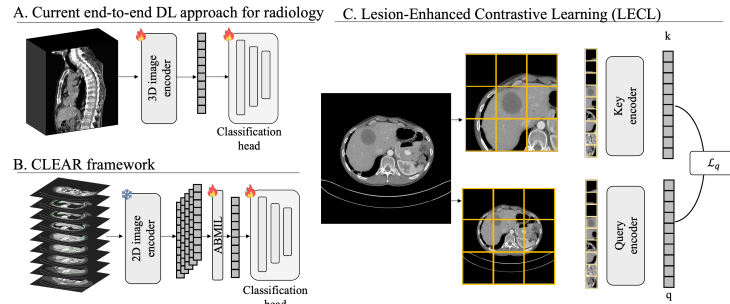 A. Current end-to-end DL approach for radiology
3D image
encoder
Classification
head
B. CLEAR framework
2D image
encoder
ABMIL
Classification
head
C. Lesion-Enhanced Contrastive Learning (LECL)
k
Key
encoder
ℒq
Query
encoder
q